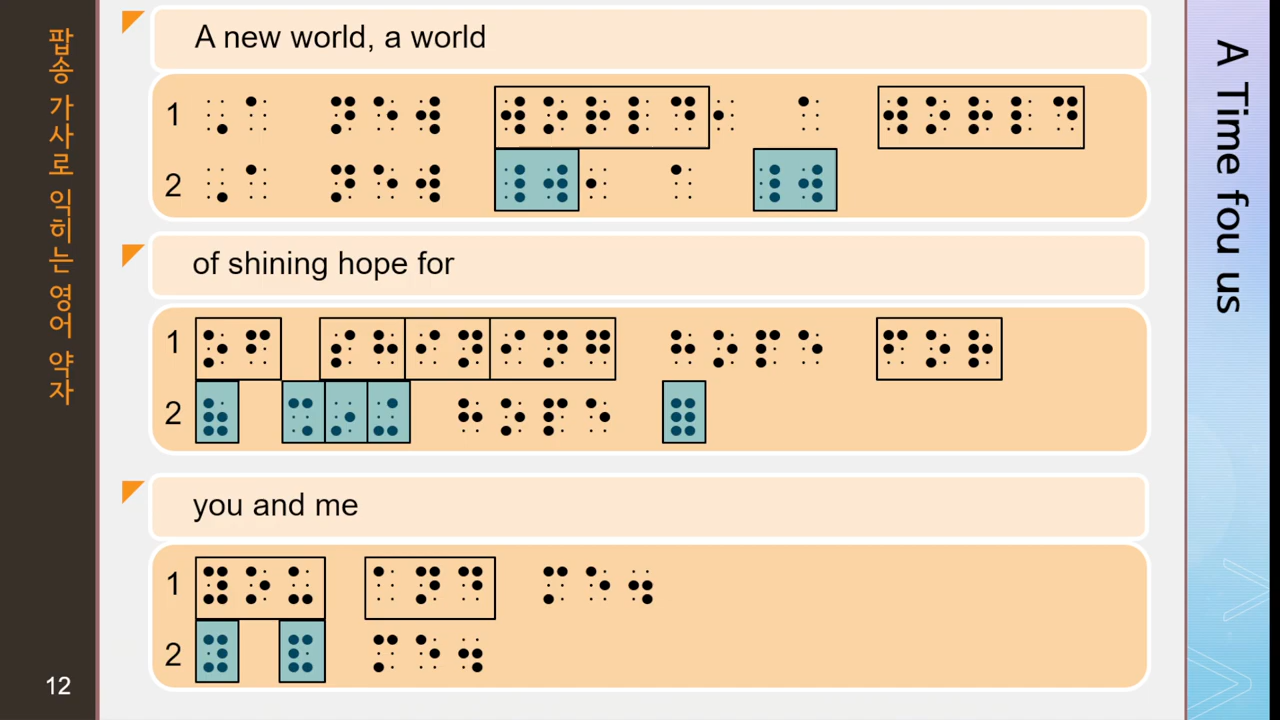 팝송 가사로 익히는 영어 약자
12
A new world, a world
1 ⠠⠁ ⠝⠑⠺ ⠺⠕⠗⠇⠙⠂ ⠁ ⠺⠕⠗⠇⠙
2 ⠠⠁ ⠝⠑⠺ ⠸⠺⠂ ⠁ ⠸⠺
of shining hope for
1 ⠕⠋ ⠎⠓⠊⠝⠊⠝⠛ ⠓⠕⠏⠑ ⠋⠕⠗
2 ⠷ ⠩⠔⠬ ⠓⠕⠏⠑ ⠿
you and me
1 ⠽⠕⠥ ⠁⠝⠙ ⠍⠑⠲
2 ⠽ ⠯ ⠍⠑⠲
A Time fou us